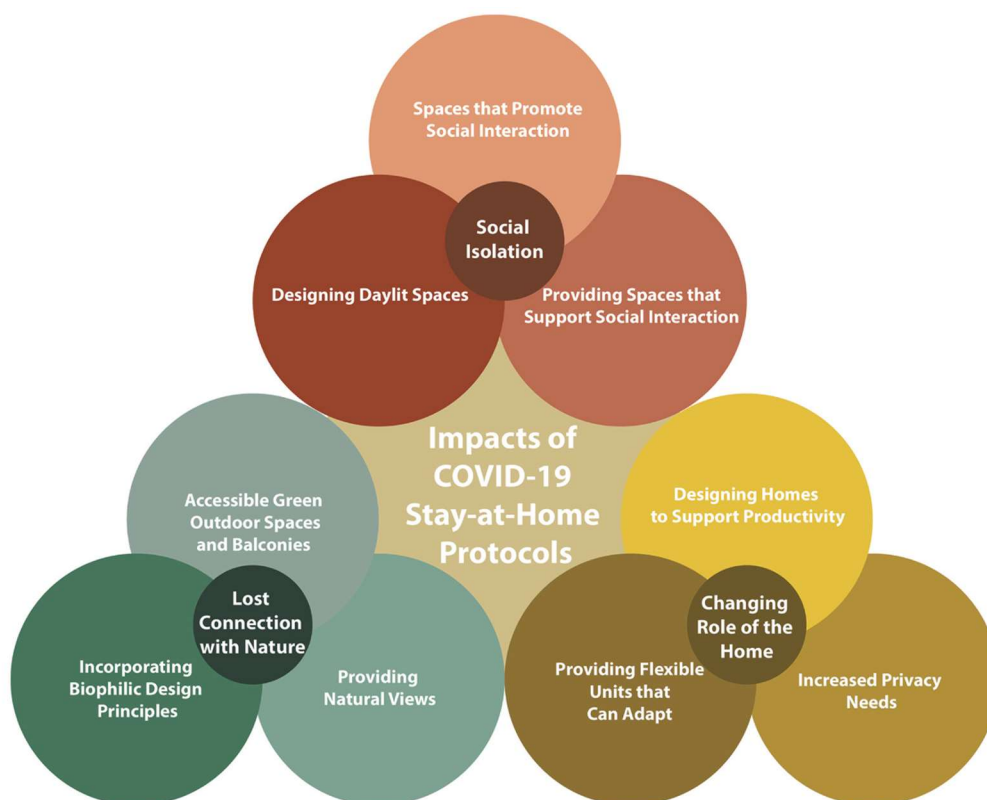 Spaces that Promote
Social Interaction
Social
Isolation
Designing Daylit Spaces
Providing Spaces that
Support Social Interaction
Impacts of
COVID-19
Stay-at-Home
Protocols
Accessible Green
Outdoor Spaces
and Balconies
Lost
Connection
with Nature
Incorporating
Biophilic Design
Principles
Providing
Natural Views
Designing Homes
to Support Productivity
Changing
Role of the
Home
Providing Flexible
Units that
Can Adapt
Increased Privacy
Needs